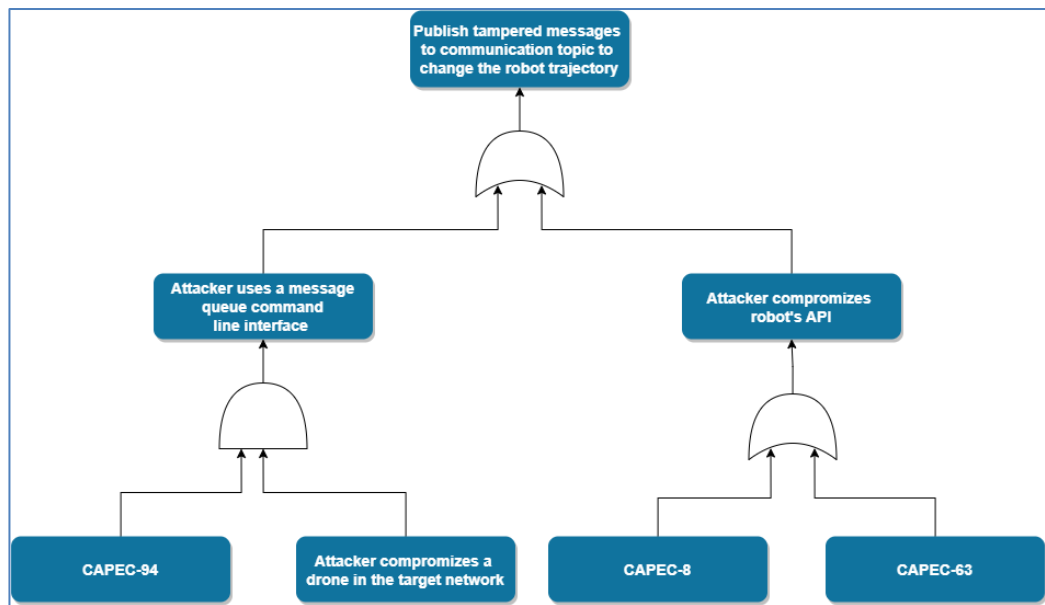 Publish tampered messages
to communication topic to
change the robot trajectory
Attacker uses a message
queue command
line interface
Attacker compromizes
robot's API
CAPEC-94
Attacker compromizes a
drone in the target network
CAPEC-8
CAPEC-63